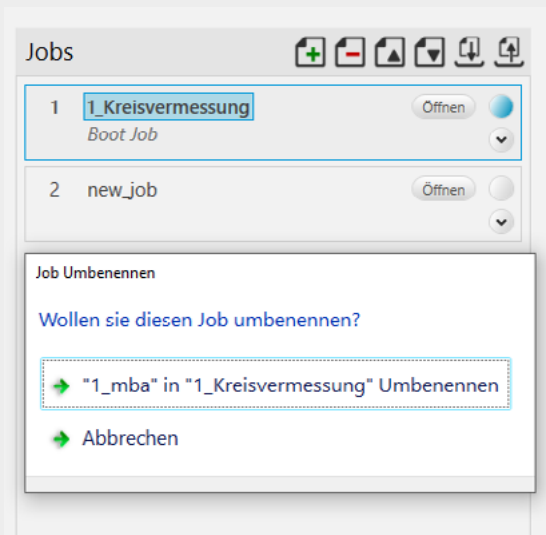 Jobs
1 1_Kreisvermessung Öffnen
Boot Job
2 new_job Öffnen
Job Umbenennen
Wollen sie diesen Job umbenennen?
"1_mba" in "1_Kreisvermessung" Umbenennen
Abbrechen